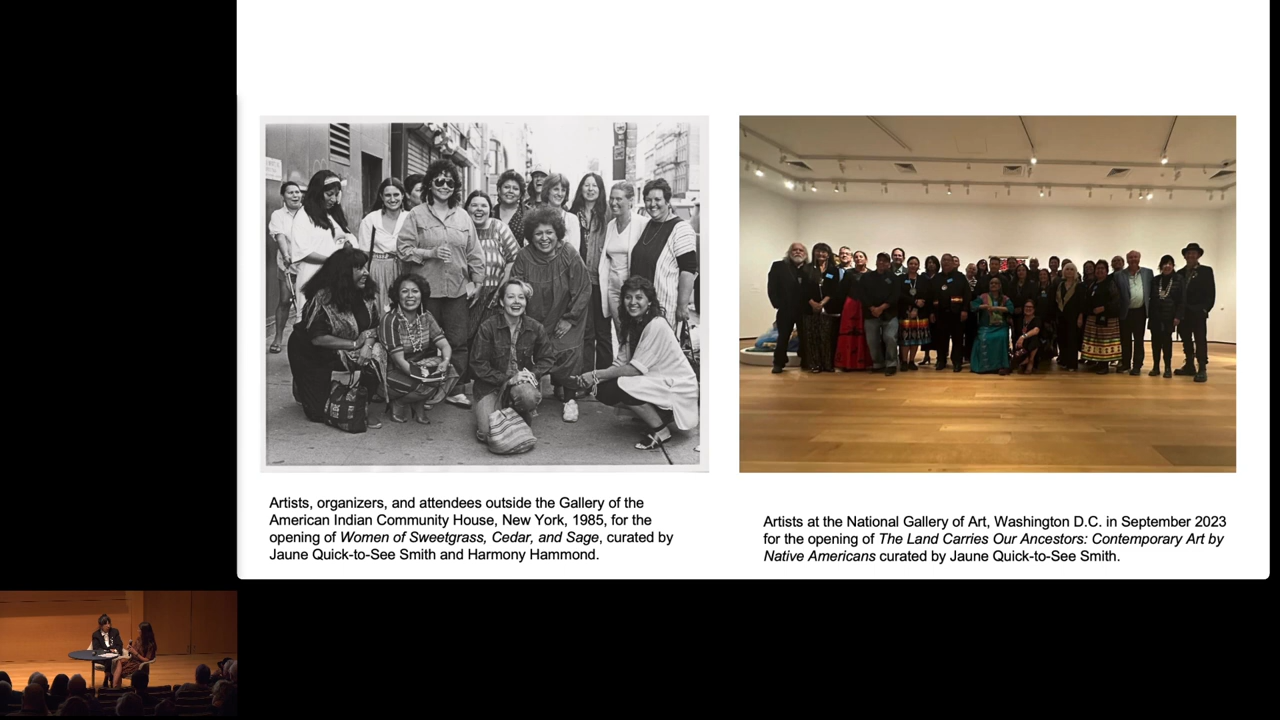 Artists, organizers, and attendees outside the Gallery of the
American Indian Community House, New York, 1985, for the
opening of Women of Sweetgrass, Cedar, and Sage, curated by
Jaune Quick-to-See Smith and Harmony Hammond.
Artists at the National Gallery of Art, Washington D.C. in September 2023
for the opening of The Land Carries Our Ancestors: Contemporary Art by
Native Americans curated by Jaune Quick-to-See Smith.